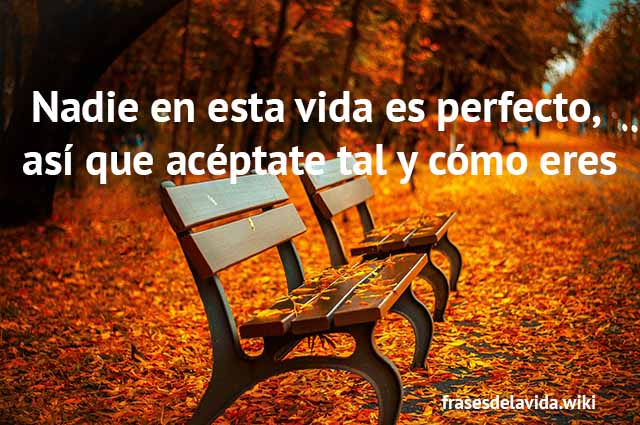 Nadie en esta vida es perfecto,
así que acéptate tal y cómo eres
frasesdelavida.wiki